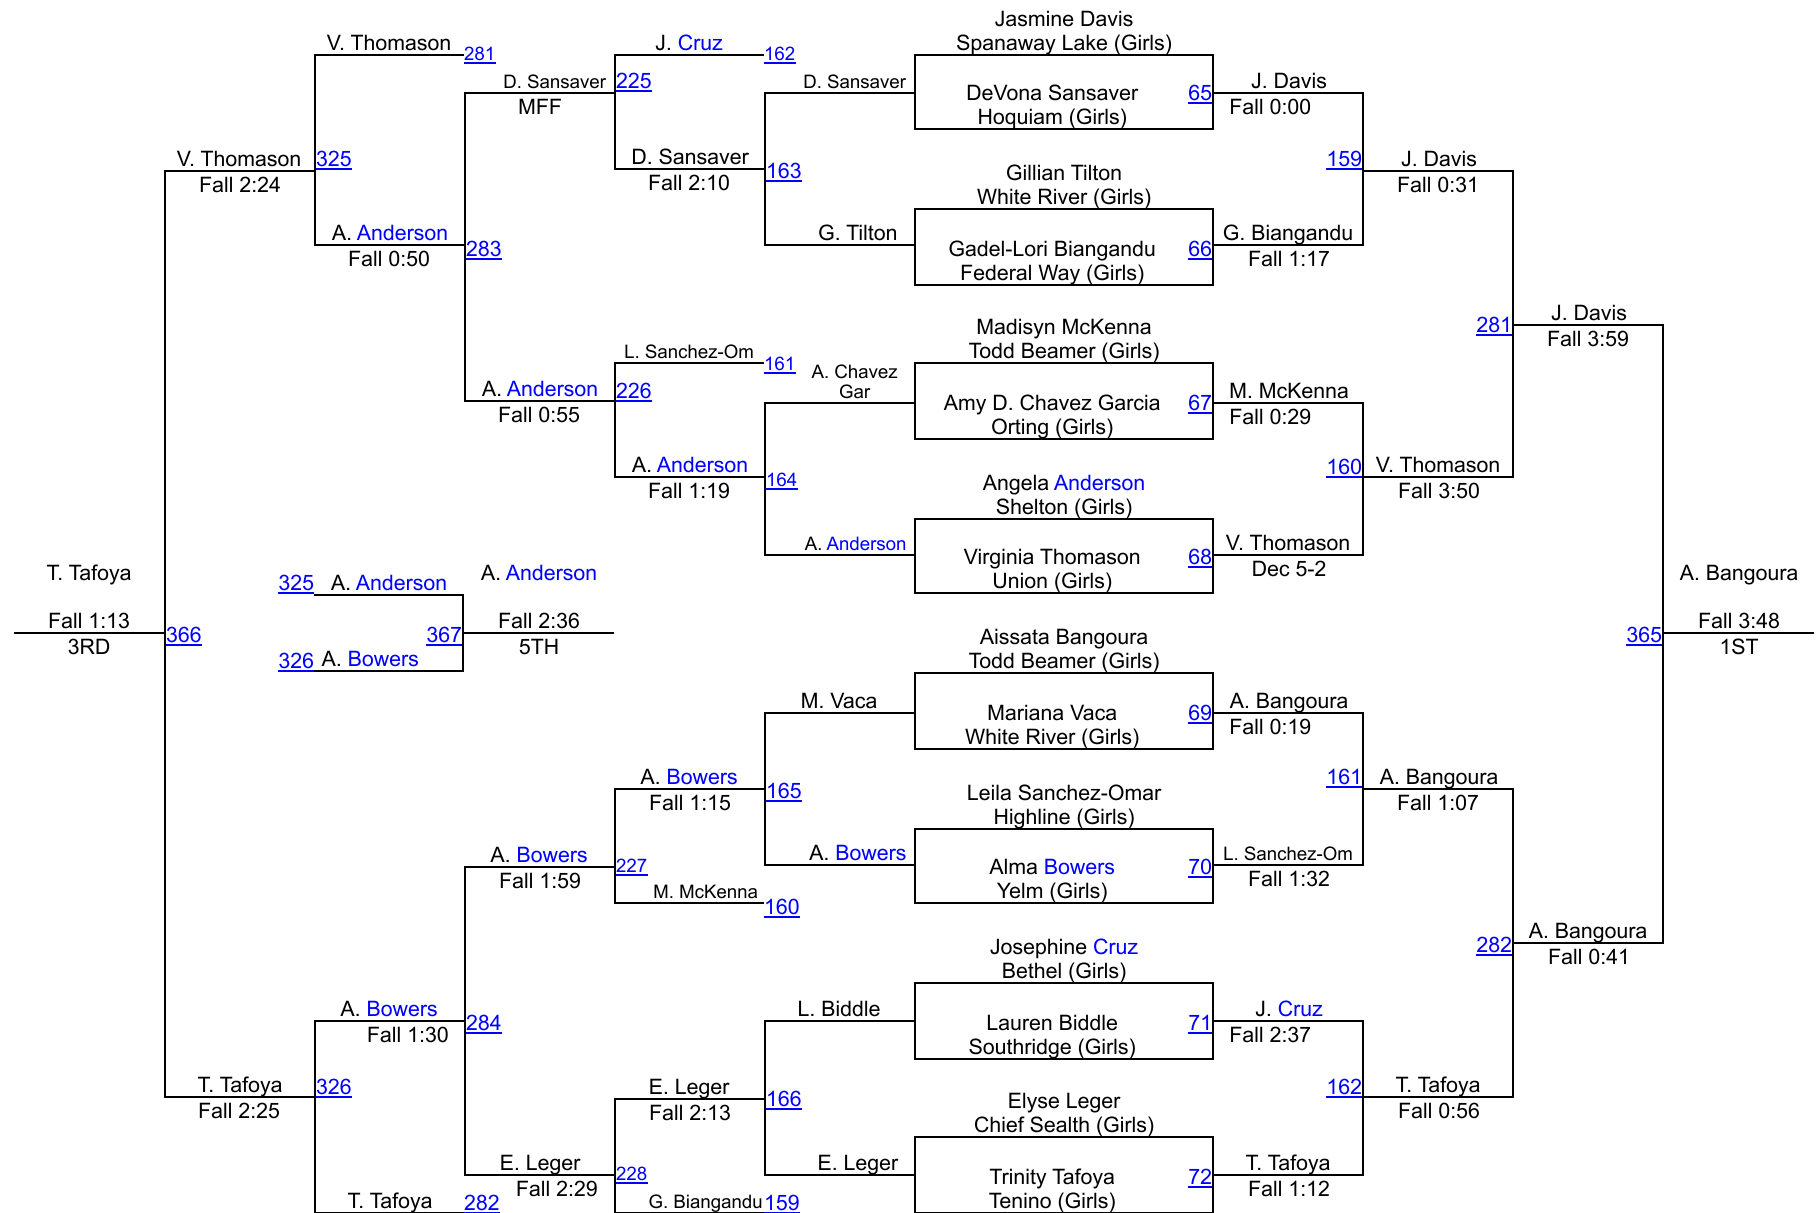 Jasmine Davis
V. Thomason
281
J. Cruz
162
Spanaway Lake (Girls)
D. Sansaver
225
D. Sansaver
J. Davis
MFF
DeVona Sansaver
65
Fall 0:00
Hoquiam (Girls)
V. Thomason
325
D. Sansaver
159
J. Davis
Fall 2:24
Fall 2:10
163
Gillian Tilton
Fall 0:31
White River (Girls)
A. Anderson
G. Tilton
G. Biangandu
Fall 0:50
283
Gadel-Lori Biangandu
66
Fall 1:17
Federal Way (Girls)
Madisyn McKenna
281
J. Davis
L. Sanchez-Om
161
Todd Beamer (Girls)
Fall 3:59
A. Chavez
Gar
A. Anderson
226
M. McKenna
Fall 0:55
Amy D. Chavez Garcia
67
Fall 0:29
Orting (Girls)
A. Anderson
160
V. Thomason
Fall 1:19
164
Angela Anderson
Fall 3:50
Shelton (Girls)
A. Anderson
V. Thomason
Virginia Thomason
68
Dec 5-2
Union (Girls)
T. Tafoya
325
A. Anderson
A. Anderson
A. Bangoura
Fall 1:13
366
367
Fall 2:36
365
Fall 3:48
3RD
5TH
1ST
326
A. Bowers
Aissata Bangoura
Todd Beamer (Girls)
M. Vaca
A. Bangoura
Mariana Vaca
69
Fall 0:19
White River (Girls)
A. Bowers
165
161
A. Bangoura
Fall 1:15
Leila Sanchez-Omar
Fall 1:07
Highline (Girls)
A. Bowers
A. Bowers
L. Sanchez-Om
Fall 1:59
227
Alma Bowers
70
Fall 1:32
M. McKenna
160
Yelm (Girls)
Josephine Cruz
282
A. Bangoura
Bethel (Girls)
Fall 0:41
A. Bowers
L. Biddle
J. Cruz
Fall 1:30
284
Lauren Biddle
71
Fall 2:37
Southridge (Girls)
T. Tafoya
326
E. Leger
162
T. Tafoya
Fall 2:25
Fall 2:13
166
Elyse Leger
Fall 0:56
Chief Sealth (Girls)
E. Leger
228
E. Leger
T. Tafoya
Fall 2:29
Trinity Tafoya
72
Fall 1:12
T. Tafoya
282
G. Biangandu
159
Tenino (Girls)